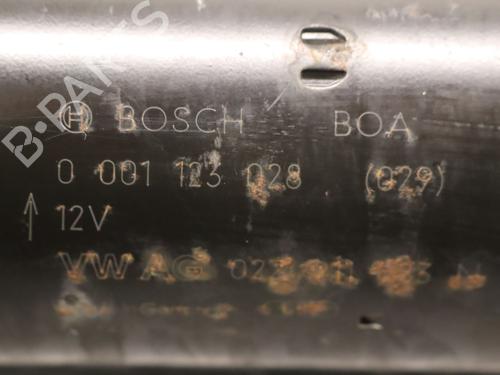 B-PARTS
BOSCH BOA
0 001 123 028 (029)
12V
VW AG